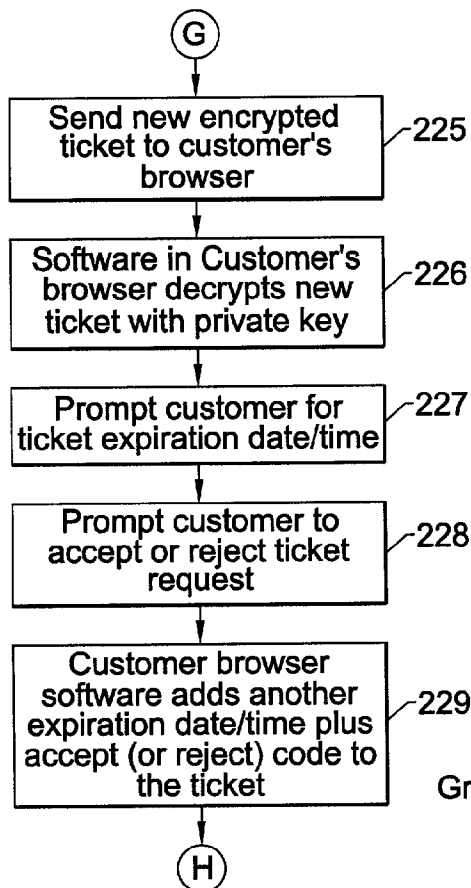 G
Send new encrypted
ticket to customer's
browser
225
Software in Customer's
browser decrypts new
ticket with private key
226
Prompt customer for
ticket expiration date/time
227
Prompt customer to
accept or reject ticket
request
228
Customer browser
software adds another
expiration date/time plus
accept (or reject) code to
the ticket
229
Gr
H